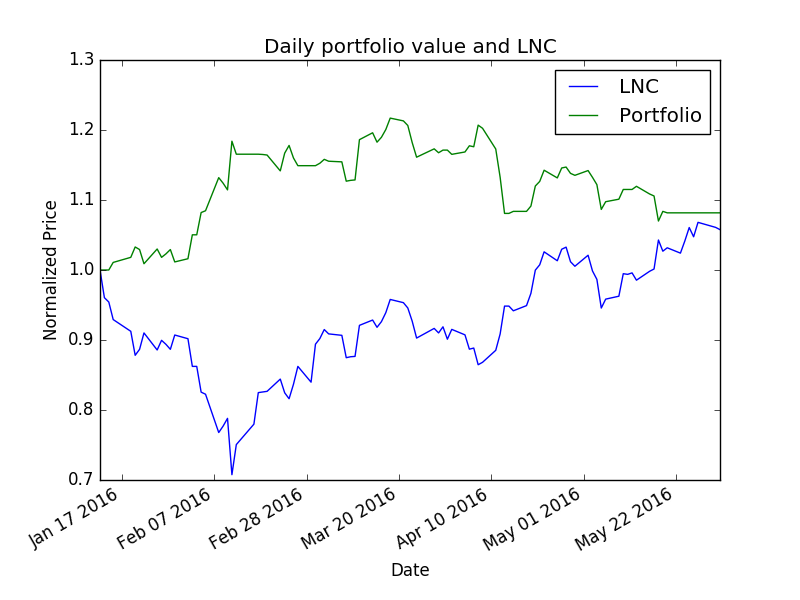 Daily portfolio value and LNC
1.3
1.2
1.1
1.0
0.9
0.8
0.7
Normalized Price
LNC
Portfolio
Jan 17 2016
Feb 07 2016
Feb 28 2016
Mar 20 2016
Apr 10 2016
May 01 2016
May 22 2016
Date